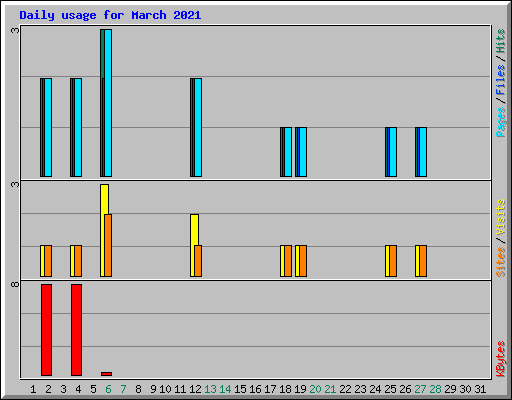 Daily usage for March 2021
3
3
8
Pages/Files/Hits
Sites/Visits
KBytes
1 2 3 4 5 6 7 8 9 10 11 12 13 14 15 16 17 18 19 20 21 22 23 24 25 26 27 28 29 30 31